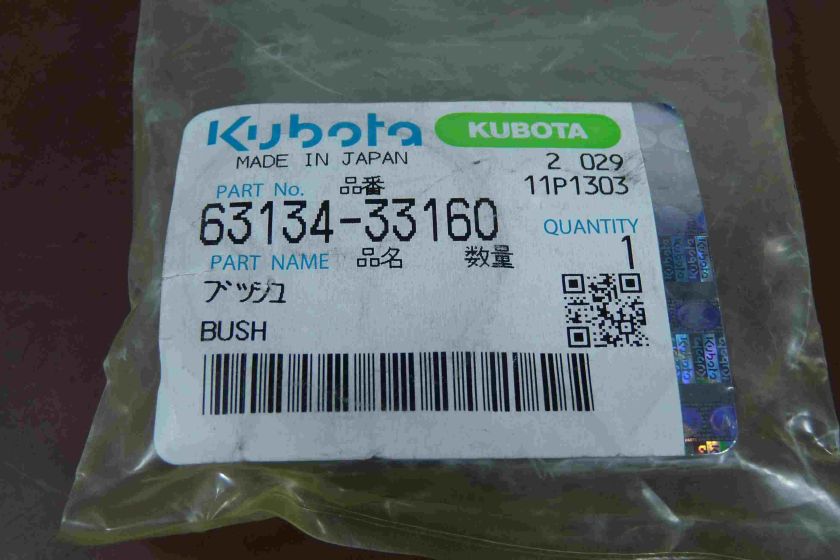 Kubota KUBOTA
MADE IN JAPAN 2 029
PART No. 品番 11P1303
63134-33160 QUANTITY
PART NAME 品名 数量 1
ブッシュ
BUSH